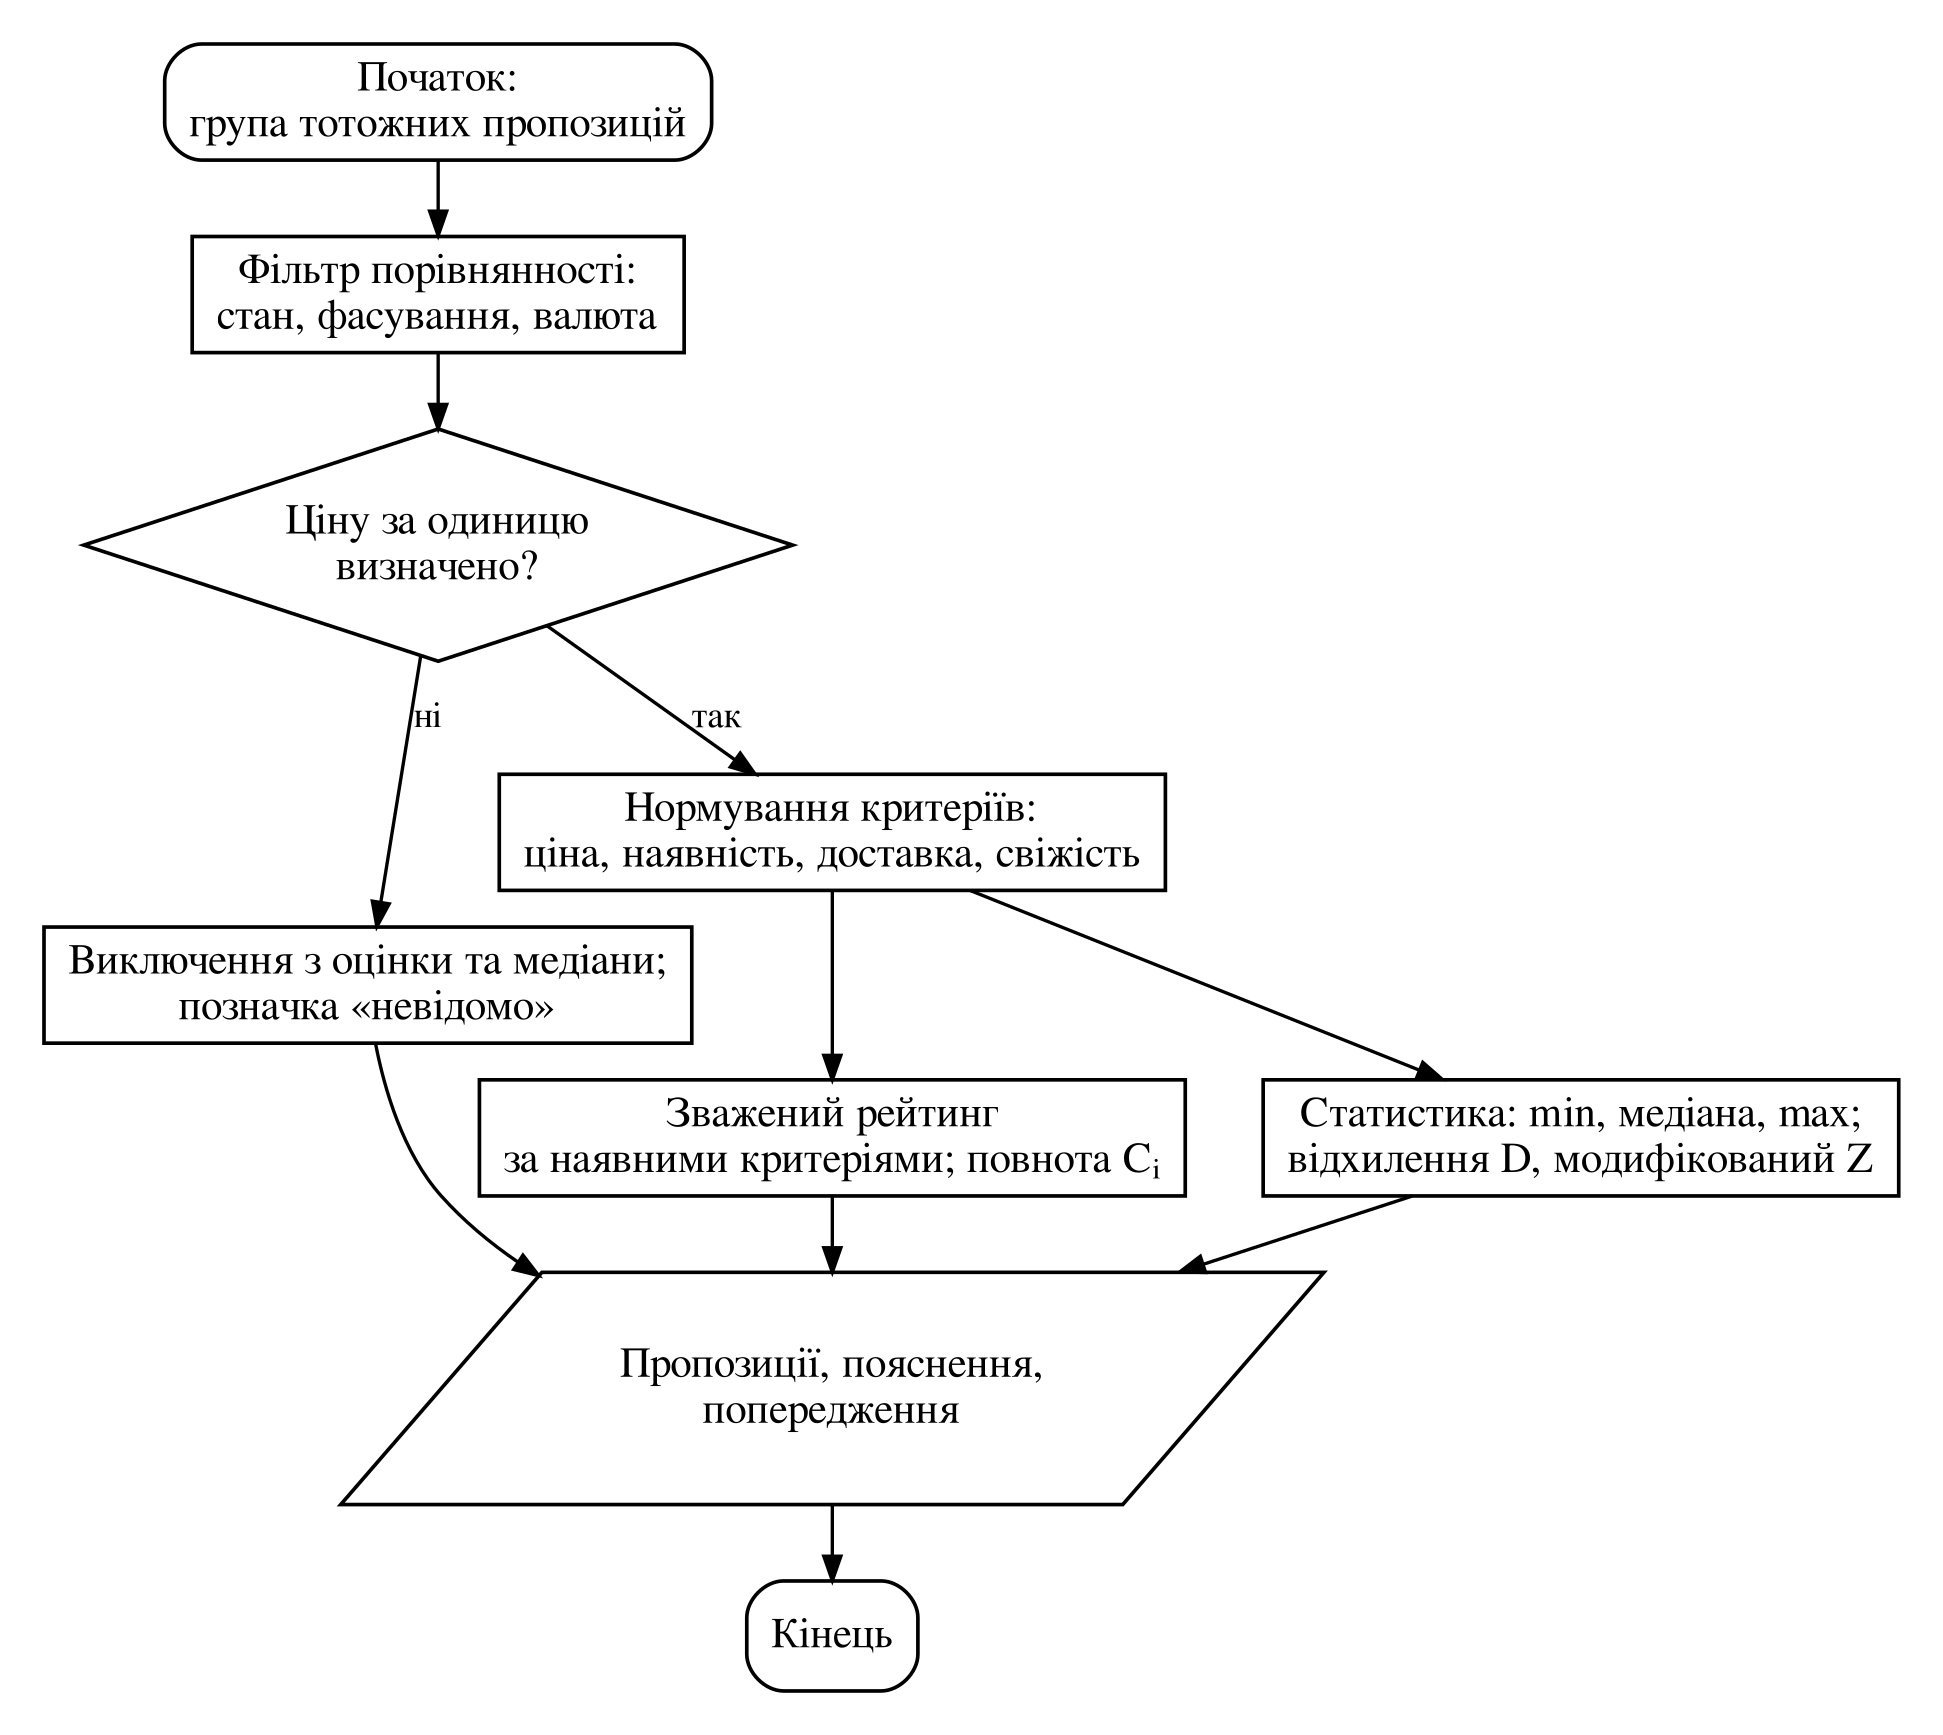 Початок:
група тотожних пропозицій
Фільтр порівнянності:
стан, фасування, валюта
Ціну за одиницю
визначено?
ні
так
Нормування критеріїв:
ціна, наявність, доставка, свіжість
Виключення з оцінки та медіани;
позначка «невідомо»
Зважений рейтинг
за наявними критеріями; повнота Cᵢ
Статистика: min, медіана, max;
відхилення D, модифікований Z
Пропозиції, пояснення,
попередження
Кінець